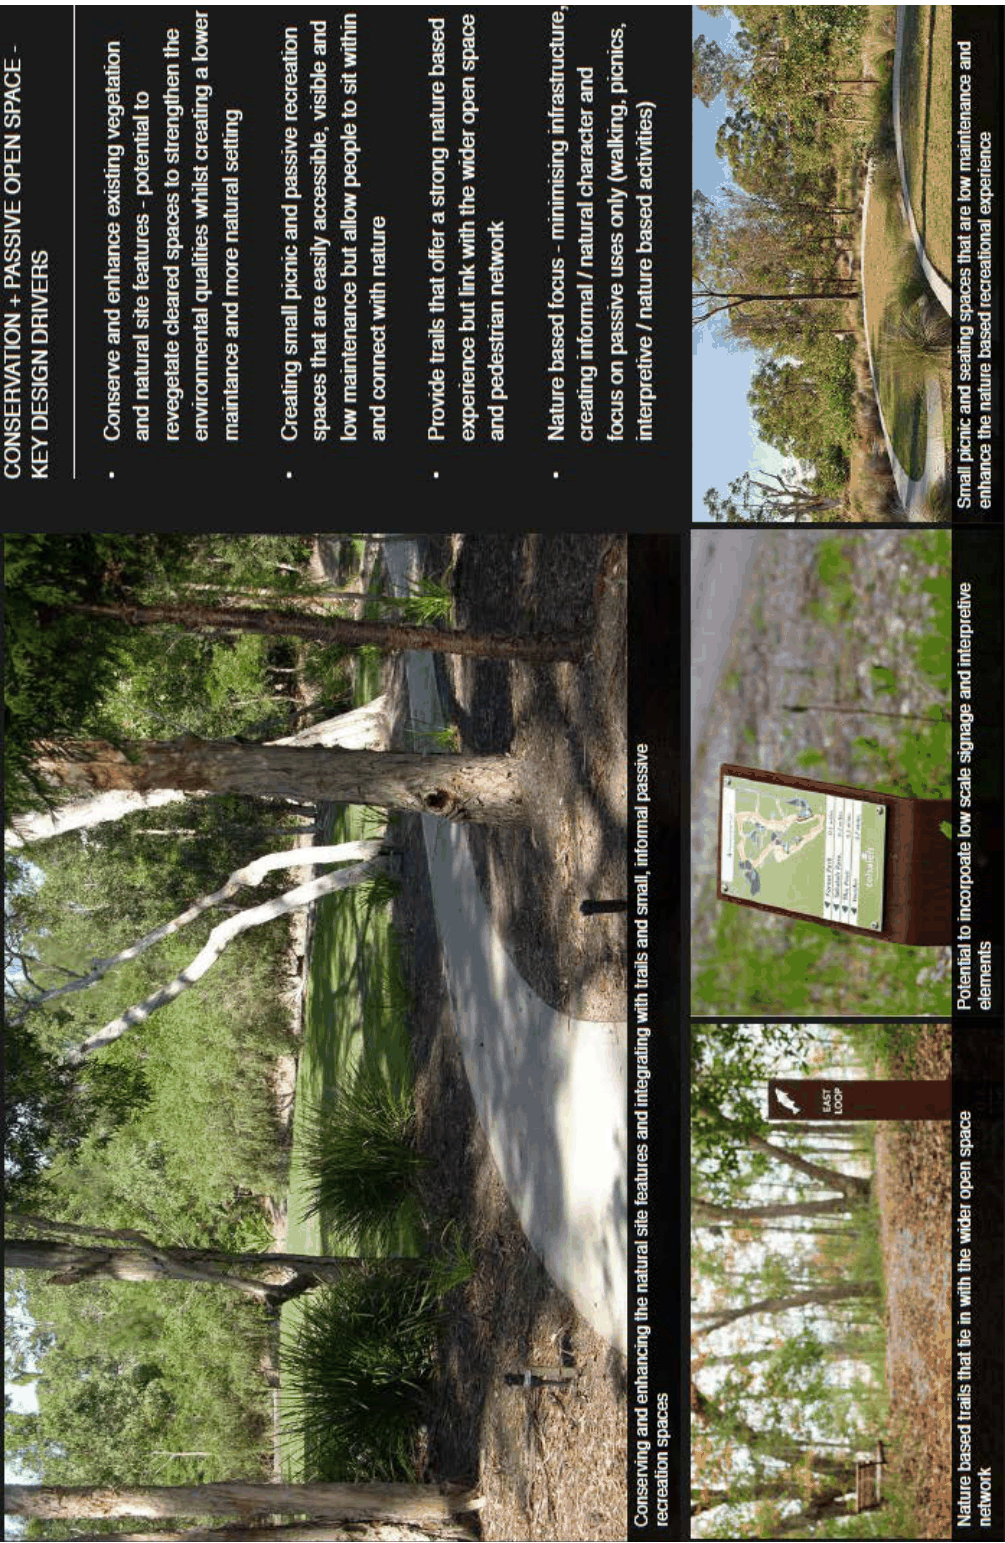 CONSERVATION + PASSIVE OPEN SPACE -
KEY DESIGN DRIVERS
• Conserve and enhance existing vegetation
and natural site features - potential to
revegetate cleared spaces to strengthen the
environmental qualities whilst creating a lower
maintance and more natural setting
• Creating small picnic and passive recreation
spaces that are easily accessible, visible and
low maintenance but allow people to sit within
and connect with nature
• Provide trails that offer a strong nature based
experience but link with the wider open space
and pedestrian network
• Nature based focus - minimising infrastructure,
creating informal / natural character and
focus on passive uses only (walking, picnics,
interpretive / nature based activities)
Conserving and enhancing the natural site features and integrating with trails and small, informal passive
recreation spaces
EAST
LOOP
Nature based trails that tie in with the wider open space
network
Potential to incorporate low scale signage and interpretive
elements
Small picnic and seating spaces that are low maintenance and
enhance the nature based recreational experience